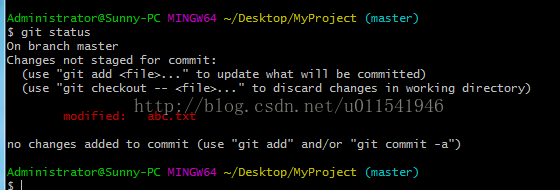 Administrator@Sunny-PC MINGW64 ~/Desktop/MyProject (master)
$ git status
On branch master
Changes not staged for commit:
  (use "git add <file>..." to update what will be committed)
  (use "git checkout -- <file>..." to discard changes in working directory)
http://blog.csdn.net/u011541946
        modified:   abc.txt
no changes added to commit (use "git add" and/or "git commit -a")
Administrator@Sunny-PC MINGW64 ~/Desktop/MyProject (master)
$